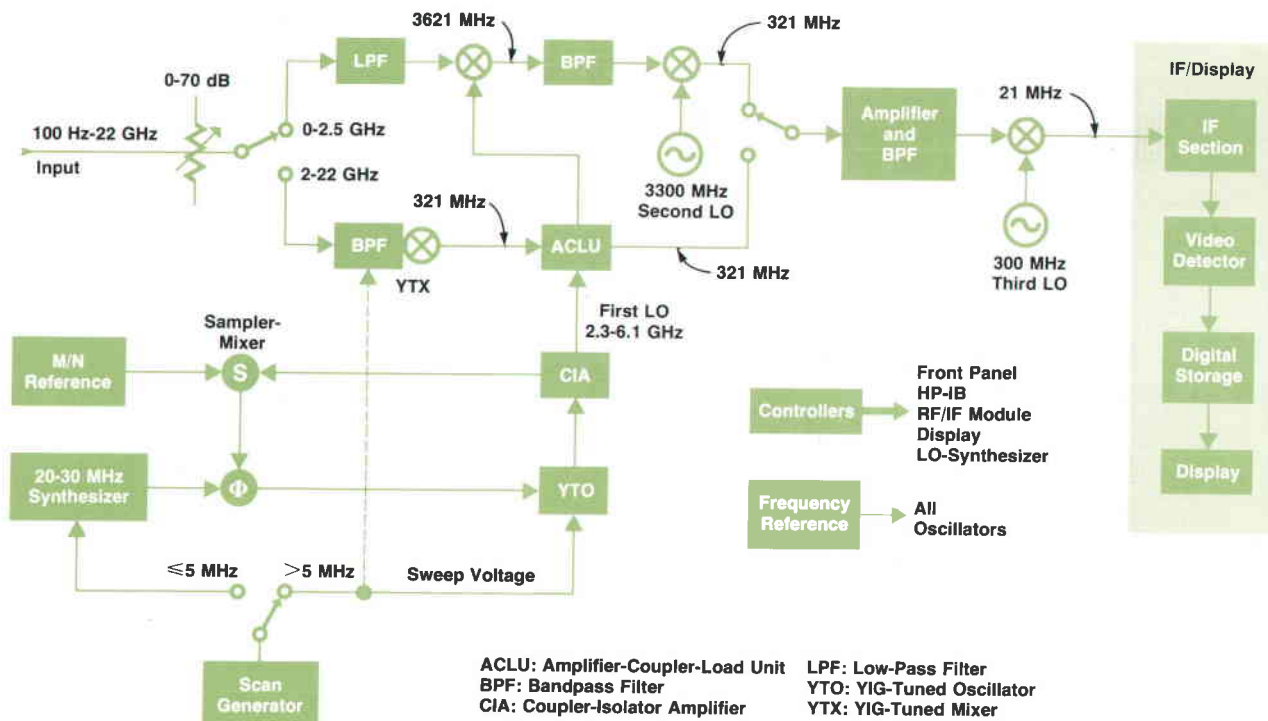 3621 MHz
321 MHz
0-70 dB
LPF
BPF
IF/Display
21 MHz
100 Hz-22 GHz
Input
0-2.5 GHz
Amplifier
and
BPF
IF
Section
2-22 GHz
3300 MHz
Second LO
321 MHz
BPF
ACLU
321 MHz
YTX
300 MHz
Third LO
Video
Detector
First LO
2.3-6.1 GHz
Sampler-
Mixer
M/N
Reference
S
CIA
Digital
Storage
Controllers
Front Panel
HP-IB
RF/IF Module
Display
LO-Synthesizer
20-30 MHz
Synthesizer
Φ
YTO
Display
Frequency
Reference
All
Oscillators
≤5 MHz
>5 MHz
Sweep Voltage
Scan
Generator
ACLU: Amplifier-Coupler-Load Unit
BPF: Bandpass Filter
CIA: Coupler-Isolator Amplifier
LPF: Low-Pass Filter
YTO: YIG-Tuned Oscillator
YTX: YIG-Tuned Mixer